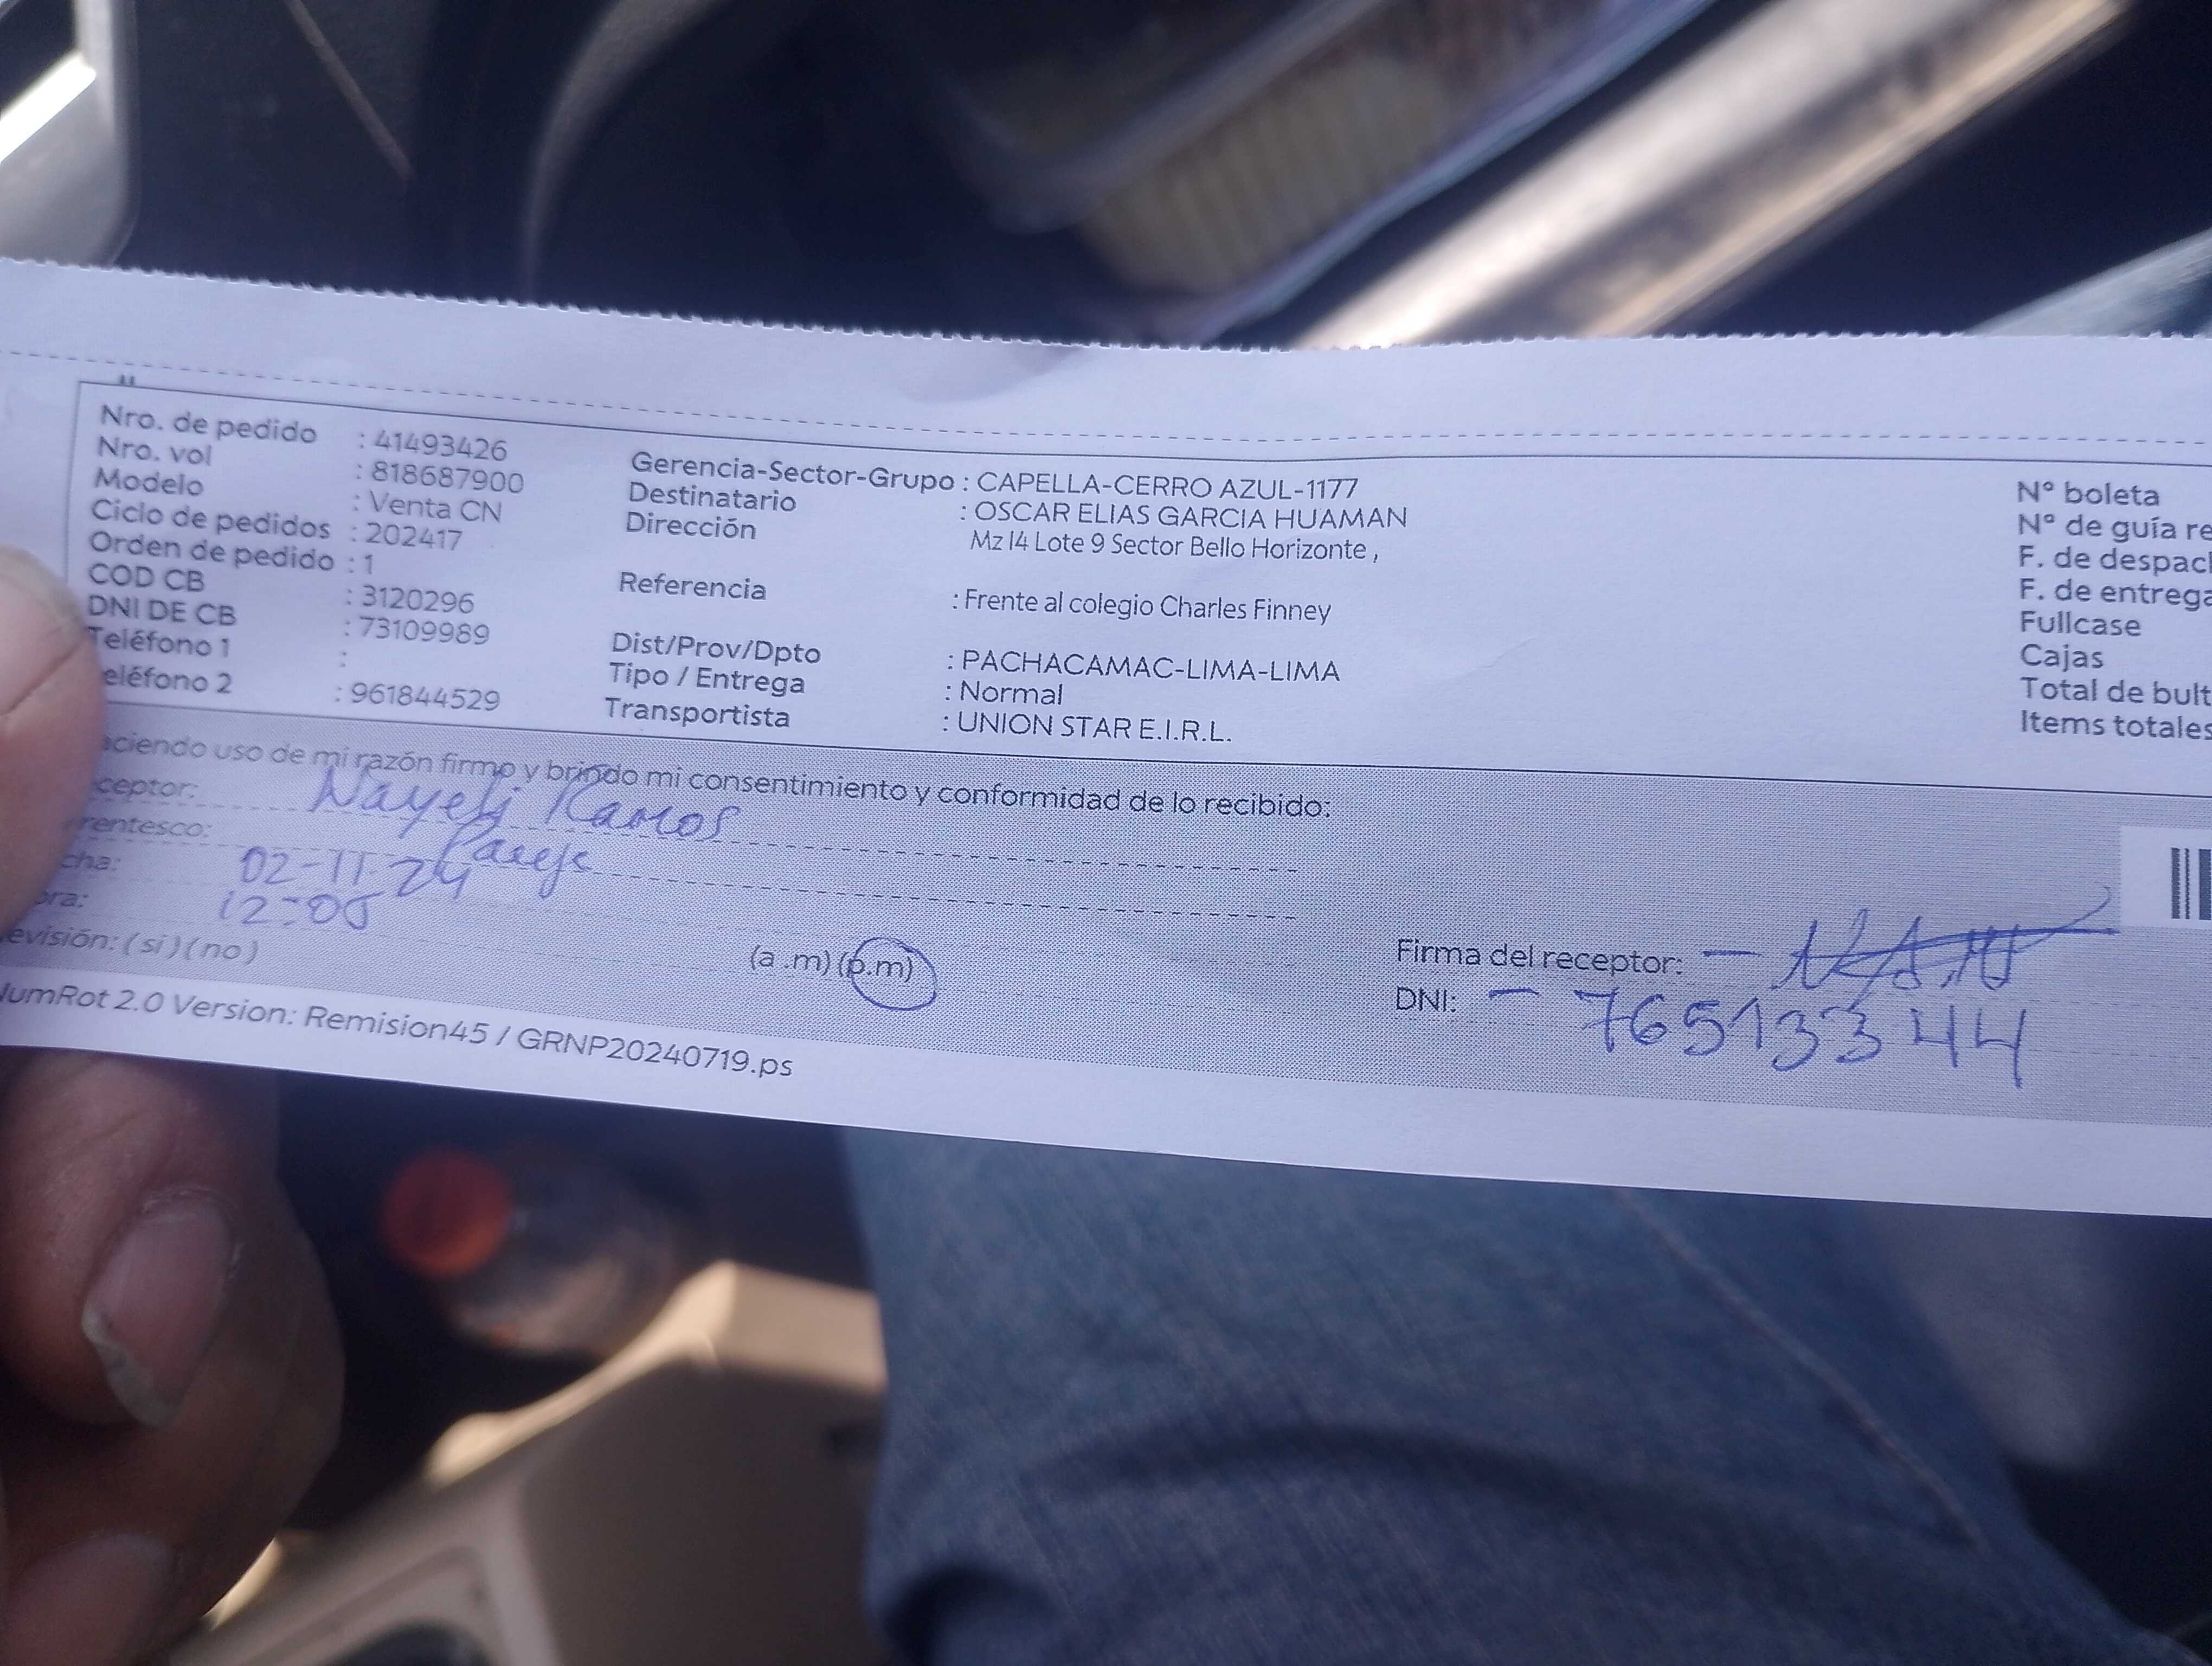 Nro. de pedido : 41493426
Nro. vol : 818687900
Modelo : Venta CN
Ciclo de pedidos : 202417
Orden de pedido : 1
COD CB : 3120296
DNI DE CB : 73109989
Teléfono 1 :
eléfono 2 : 961844529
Gerencia-Sector-Grupo : CAPELLA-CERRO AZUL-1177
Destinatario : OSCAR ELIAS GARCIA HUAMAN
Dirección Mz I4 Lote 9 Sector Bello Horizonte ,
Referencia : Frente al colegio Charles Finney
Dist/Prov/Dpto : PACHACAMAC-LIMA-LIMA
Tipo / Entrega : Normal
Transportista : UNION STAR E.I.R.L.
N° boleta
N° de guía re
F. de despacl
F. de entrega
Fullcase
Cajas
Total de bult
Items totales
aciendo uso de mi razón firmo y brindo mi consentimiento y conformidad de lo recibido:
ceptor: Nayeli Ramos
rentesco: Pareja
cha: 02-11-24
ora: 12:05
(a .m) (p.m)
evisión: ( si ) ( no )
Firma del receptor:
DNI: - 76513344
NumRot 2.0 Version: Remision45 / GRNP20240719.ps